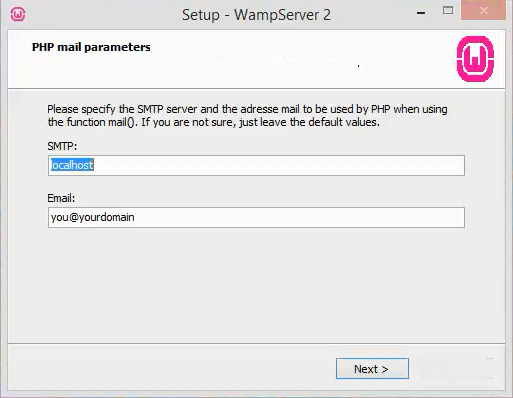 Setup - WampServer 2
PHP mail parameters
Please specify the SMTP server and the adresse mail to be used by PHP when using
the function mail(). If you are not sure, just leave the default values.
SMTP:
localhost
Email:
you@yourdomain
Next >